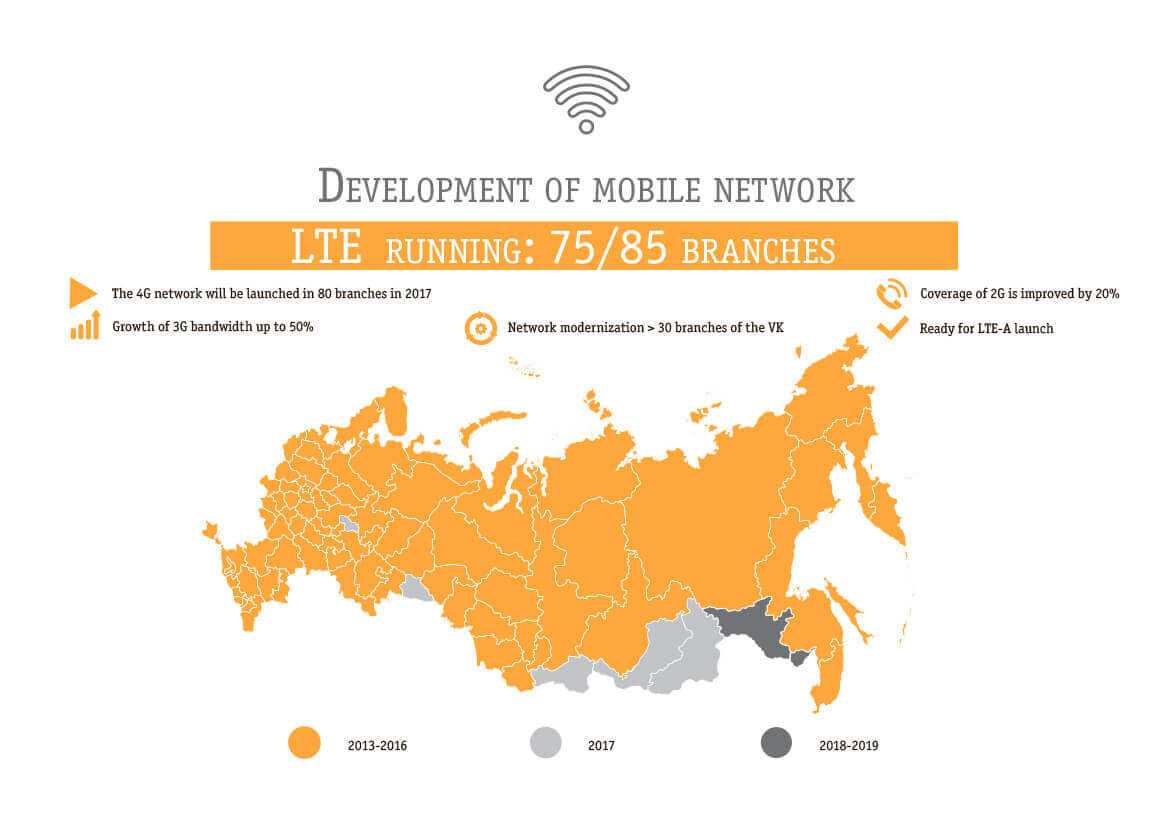 Development of mobile network
LTE running: 75/85 branches
The 4G network will be launched in 80 branches in 2017
Coverage of 2G is improved by 20%
Growth of 3G bandwidth up to 50%
Network modernization > 30 branches of the VK
Ready for LTE-A launch
2013-2016
2017
2018-2019